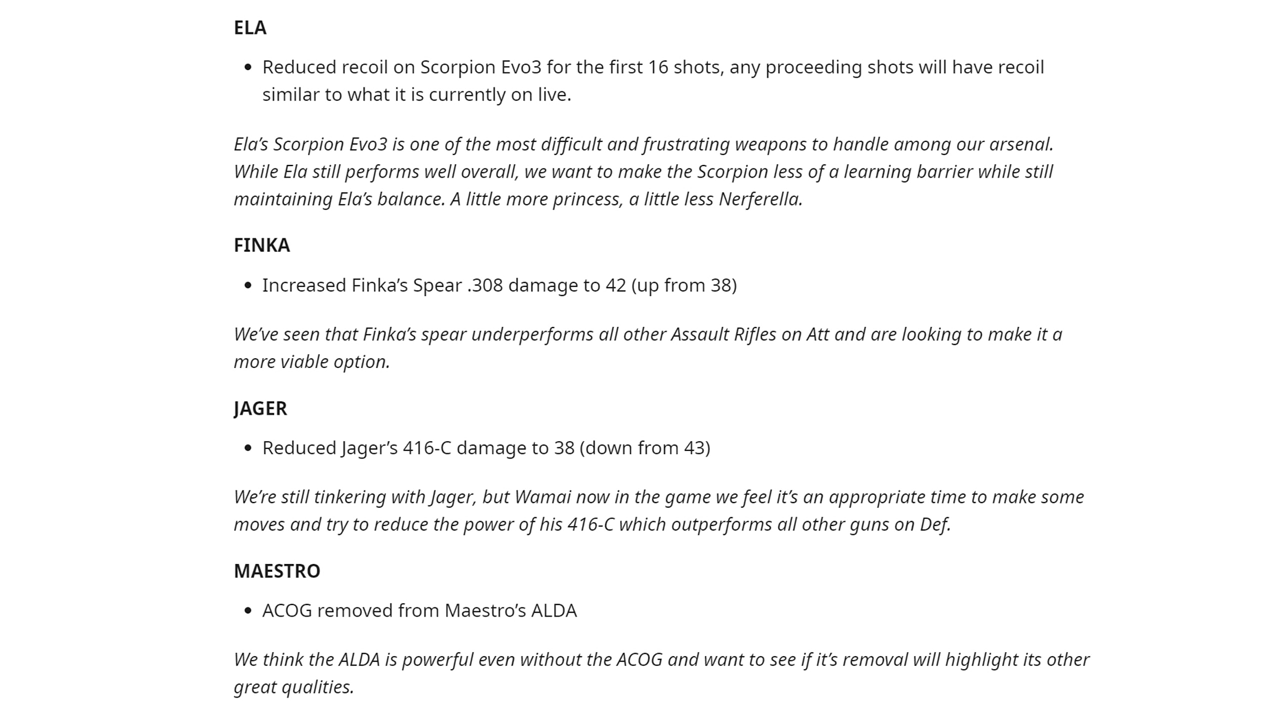 ELA
• Reduced recoil on Scorpion Evo3 for the first 16 shots, any proceeding shots will have recoil
similar to what it is currently on live.
Ela’s Scorpion Evo3 is one of the most difficult and frustrating weapons to handle among our arsenal.
While Ela still performs well overall, we want to make the Scorpion less of a learning barrier while still
maintaining Ela’s balance. A little more princess, a little less Nerferella.
FINKA
• Increased Finka’s Spear .308 damage to 42 (up from 38)
We’ve seen that Finka’s spear underperforms all other Assault Rifles on Att and are looking to make it a
more viable option.
JAGER
• Reduced Jager’s 416-C damage to 38 (down from 43)
We’re still tinkering with Jager, but Wamai now in the game we feel it’s an appropriate time to make some
moves and try to reduce the power of his 416-C which outperforms all other guns on Def.
MAESTRO
• ACOG removed from Maestro’s ALDA
We think the ALDA is powerful even without the ACOG and want to see if it’s removal will highlight its other
great qualities.